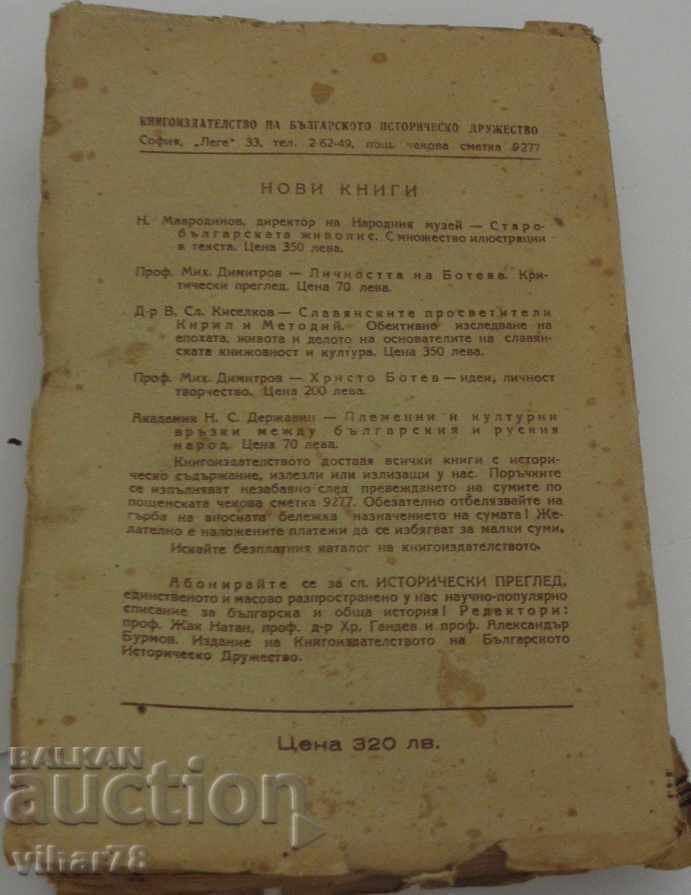 КНИГОИЗДАТЕЛСТВО НА БЪЛГАРСКОТО ИСТОРИЧЕСКО ДРУЖЕСТВО
София, „Леге" 33, тел. 2-62-49, пощ. чакова сметка 9277
НОВИ КНИГИ
Н. Мавродинов, директор на Народния музей — Старо-
българската живопис. С множество илюстрации
в текста. Цена 350 лева.
Проф. Мих. Димитров — Личността на Ботева. Кри-
тически преглед. Цена 70 лева.
Д-р В. Сл. Киселков — Славянските просветители
Кирил и Методий. Обективно изследване на
епохата, живота и делото на основателите на славян-
ската книжовност и култура. Цена 350 лева.
Проф. Мих. Димитров — Христо Ботев — идеи, личност
творчество. Цена 200 лева.
Академик Н. С. Державин — Племенни и културни
връзки между българския и руския
народ. Цена 70 лева.
Книгоиздателството доставя всички книги с истори-
ческо съдържание, излезли или излизащи у нас. Поръчките
се изпълняват незабавно след превеждането на сумите по
пощенската чекова сметка 9277. Обезателно отбелязвайте на
гърба на вносната бележка назначението на сумата! Же-
лателно е наложените платежи да се избягват за малки суми.
Искайте безплатния каталог на книгоиздателството.
Абонирайте се за сп. ИСТОРИЧЕСКИ ПРЕГЛЕД,
единственото и масово разпространено у нас научно-популярно
списание за българска и обща история! Редактори:
проф. Жак Натан, проф. д-р Хр. Гандев и проф. Александър
Бурмов. Издание на Книгоиздателството на Българското
Историческо Дружество.
Цена 320 лв.
BALKAN
auction
vihar78